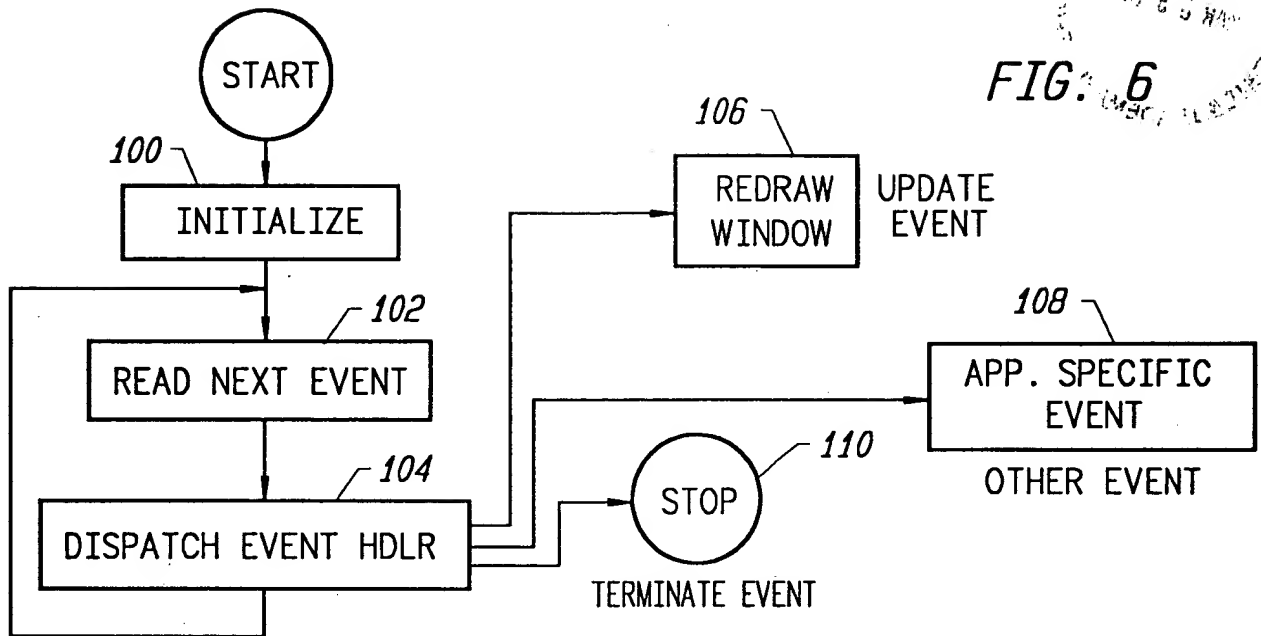 START
FIG. 6
100
INITIALIZE
106
REDRAW
WINDOW
UPDATE
EVENT
102
READ NEXT EVENT
108
APP. SPECIFIC
EVENT
OTHER EVENT
104
DISPATCH EVENT HDLR
110
STOP
TERMINATE EVENT